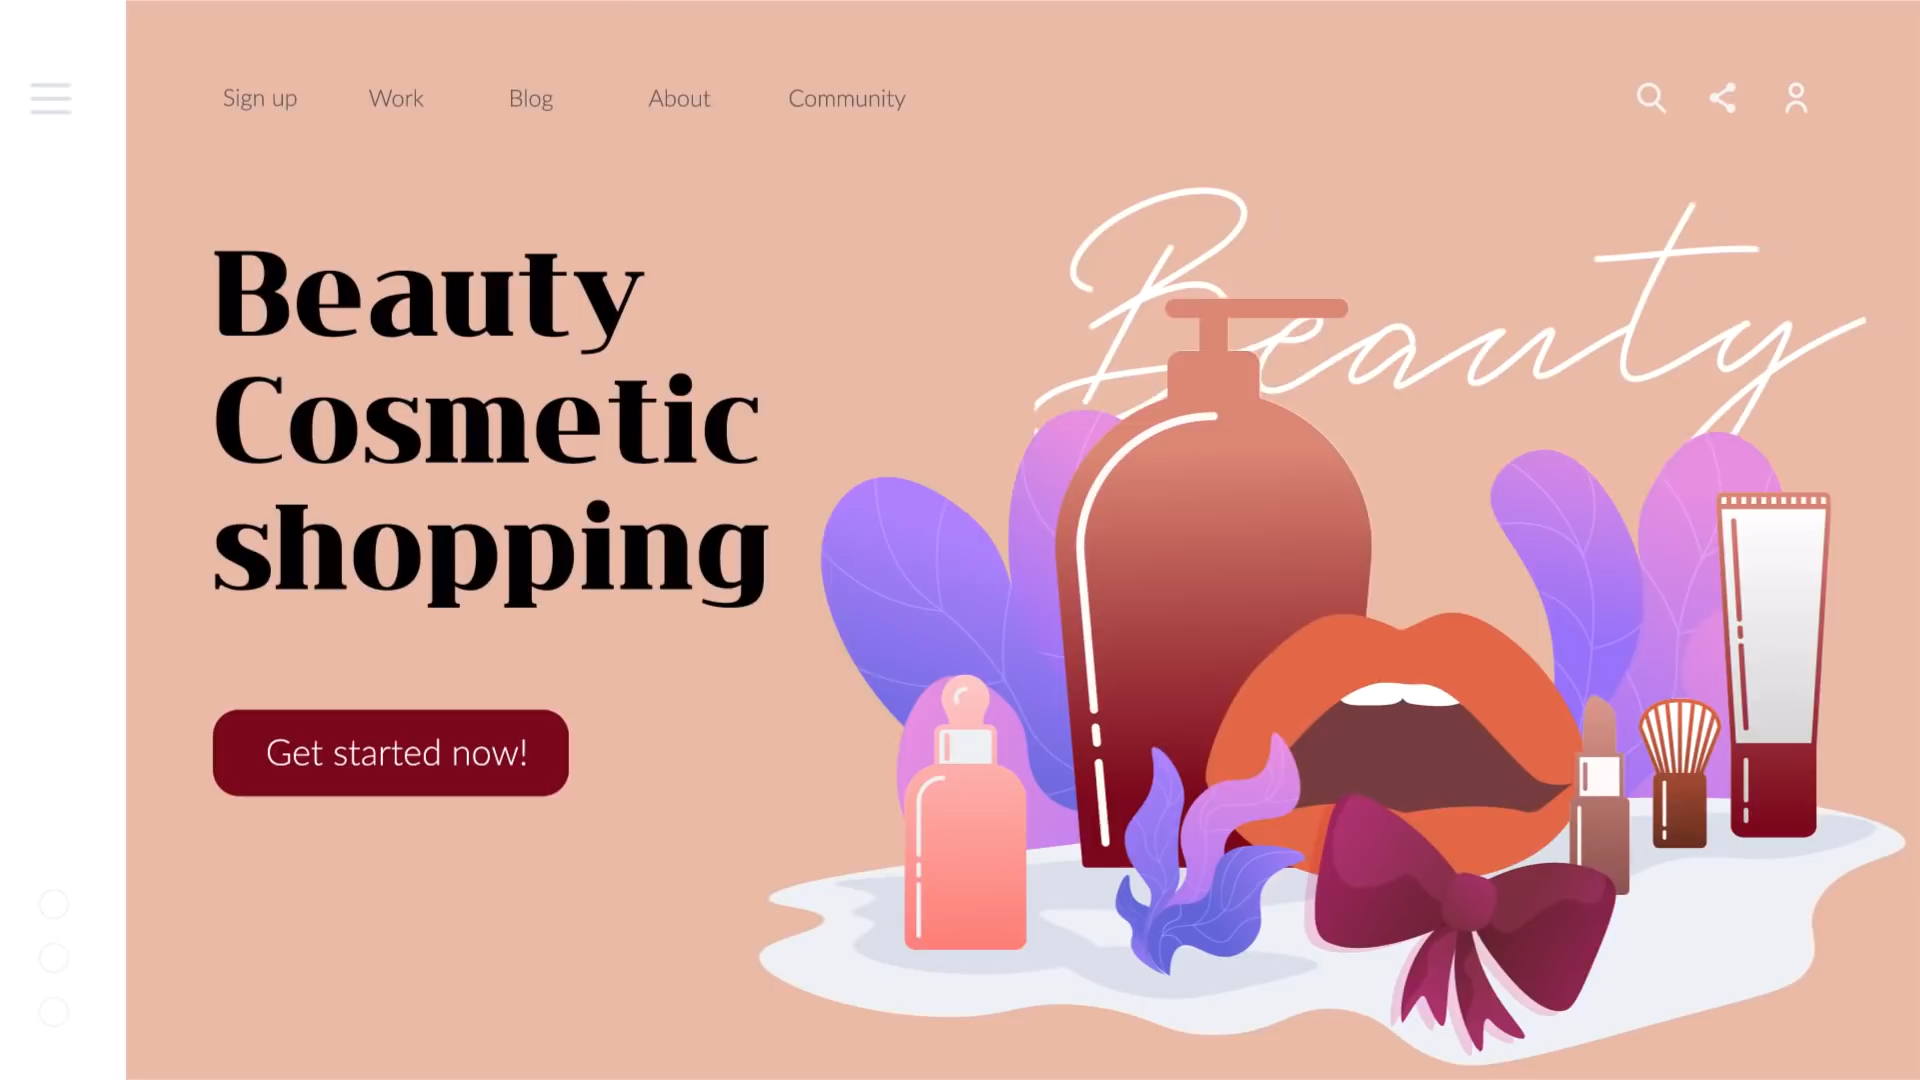 Sign up Work Blog About Community
Beauty
Beauty
Cosmetic
shopping
Get started now!